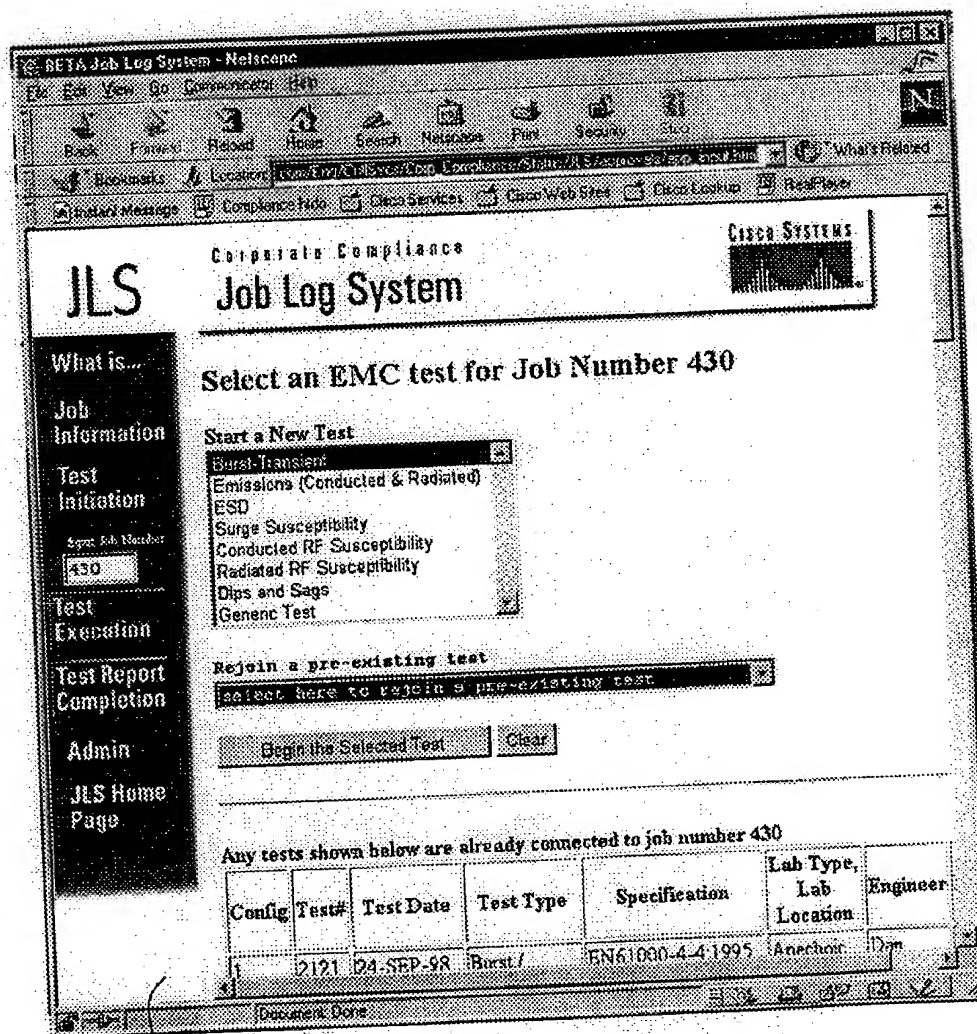 BETA Job Log System - Netscape
File Edit View Go Communicator Help
Back Forward Reload Home Search Netscape Print Security Stop
Bookmarks Location What's Related
Instant Message Compliance Cisco Services Cisco Web Sites Cisco Lookup RealPlayer
JLS
Corporate Compliance
Job Log System
CISCO SYSTEMS
What is...
Job
Information
Test
Initiation
Input Job Number
430
Test
Execution
Test Report
Completion
Admin
JLS Home
Page
Select an EMC test for Job Number 430
Start a New Test
Burst-Transient
Emissions (Conducted & Radiated)
ESD
Surge Susceptibility
Conducted RF Susceptibility
Radiated RF Susceptibility
Dips and Sags
Generic Test
Rejoin a pre-existing test
select here to rejoin a pre-existing test
Begin the Selected Test Clear
Any tests shown below are already connected to job number 430
Config Test# Test Date Test Type Specification Lab Type, Lab Location Engineer
1 2121 24-SEP-98 Burst / EN61000-4-4:1995 Anechoic Dan
Document: Done